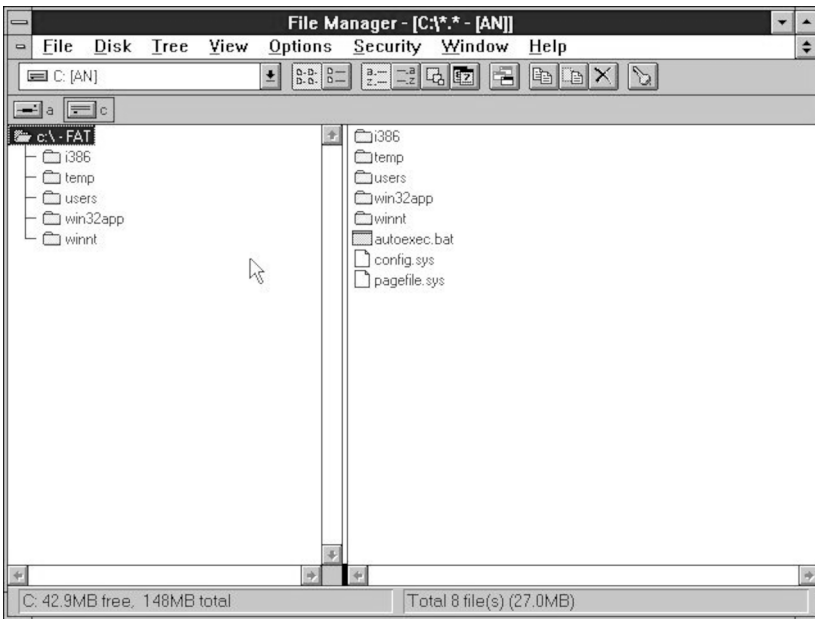 File Manager - [C:\*.* - [AN]]
File Disk Tree View Options Security Window Help
C: [AN]
a c
c:\ - FAT
i386
temp
users
win32app
winnt
i386
temp
users
win32app
winnt
autoexec.bat
config.sys
pagefile.sys
C: 42.9MB free, 148MB total
Total 8 file(s) (27.0MB)